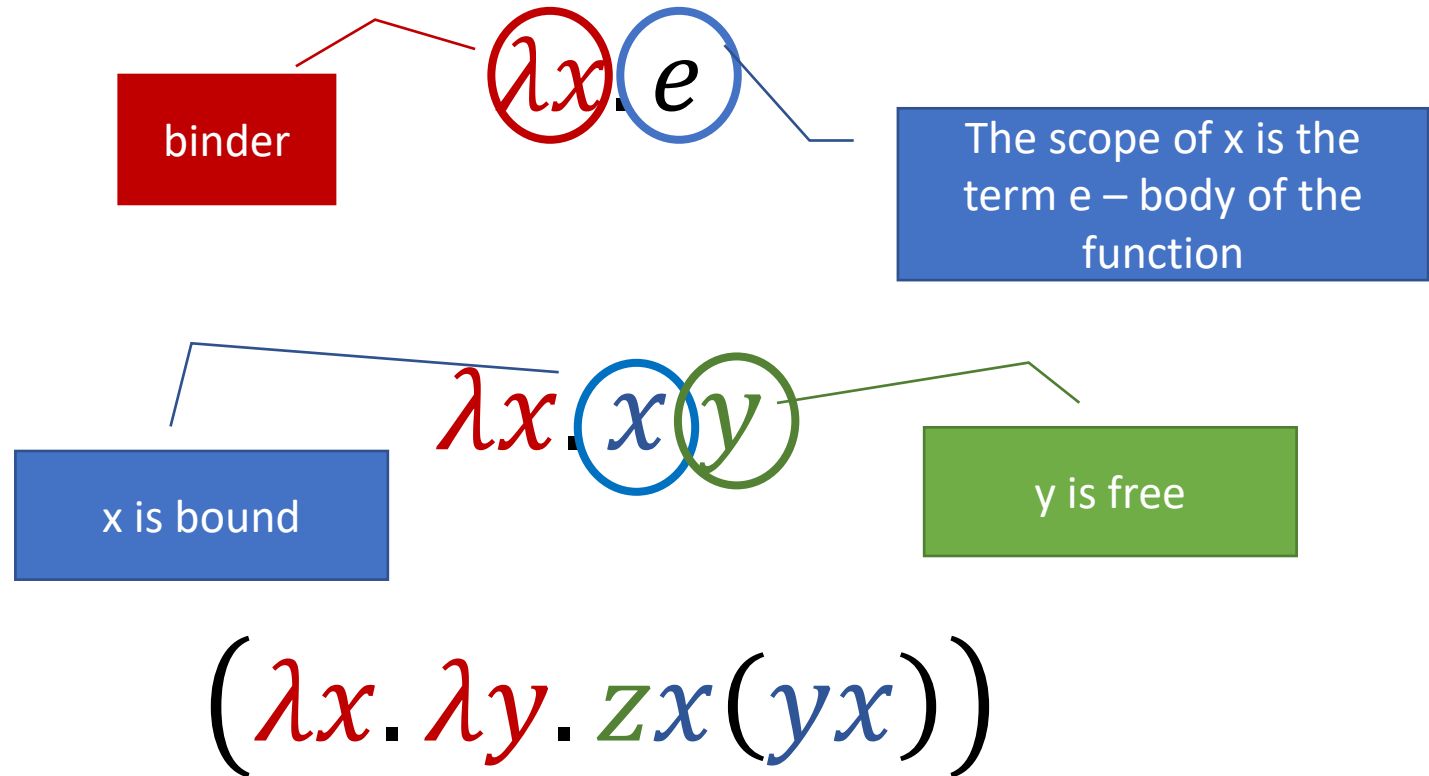 λx. e
binder
The scope of x is the
term e – body of the
function
λx. x y
x is bound
y is free
(λx. λy. zx(yx))